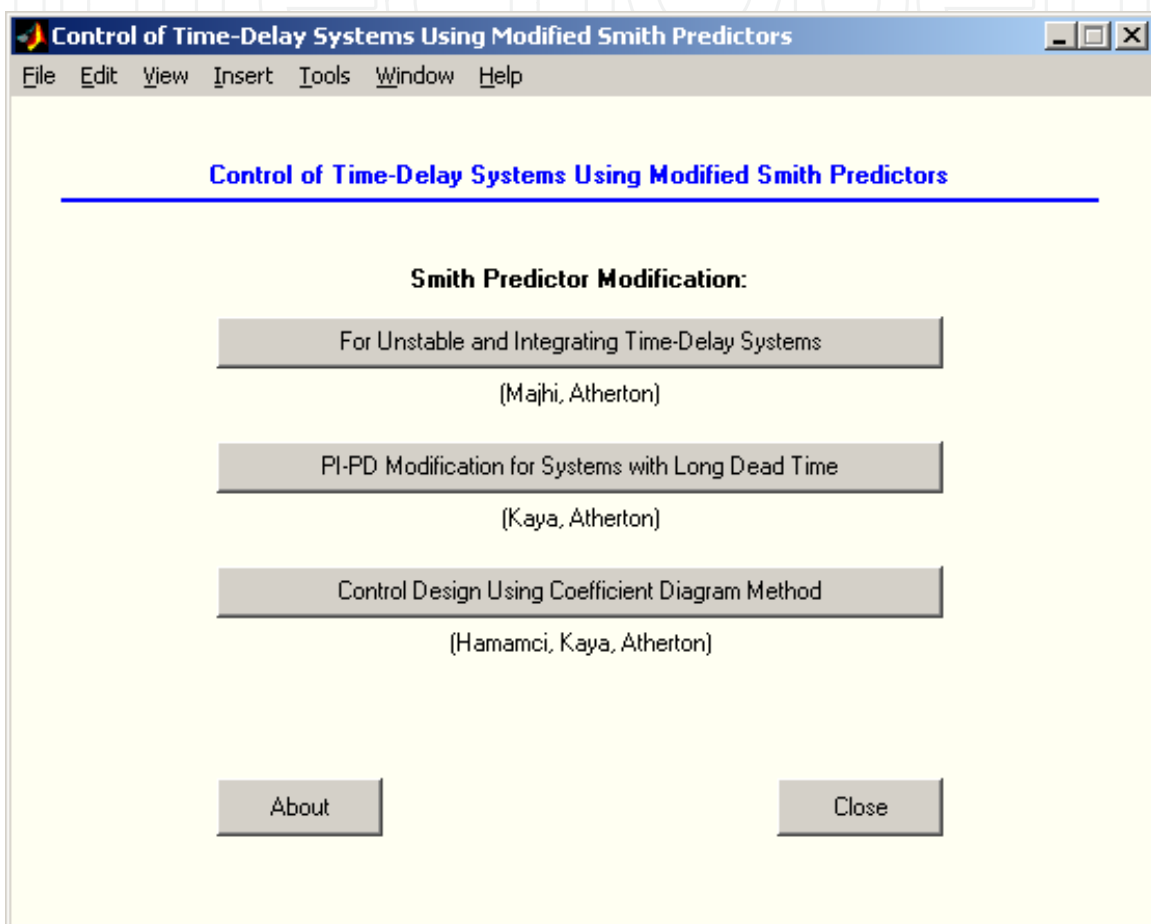 Control of Time-Delay Systems Using Modified Smith Predictors
File Edit View Insert Tools Window Help
Control of Time-Delay Systems Using Modified Smith Predictors
Smith Predictor Modification:
For Unstable and Integrating Time-Delay Systems
(Majhi, Atherton)
PI-PD Modification for Systems with Long Dead Time
(Kaya, Atherton)
Control Design Using Coefficient Diagram Method
(Hamamci, Kaya, Atherton)
About Close